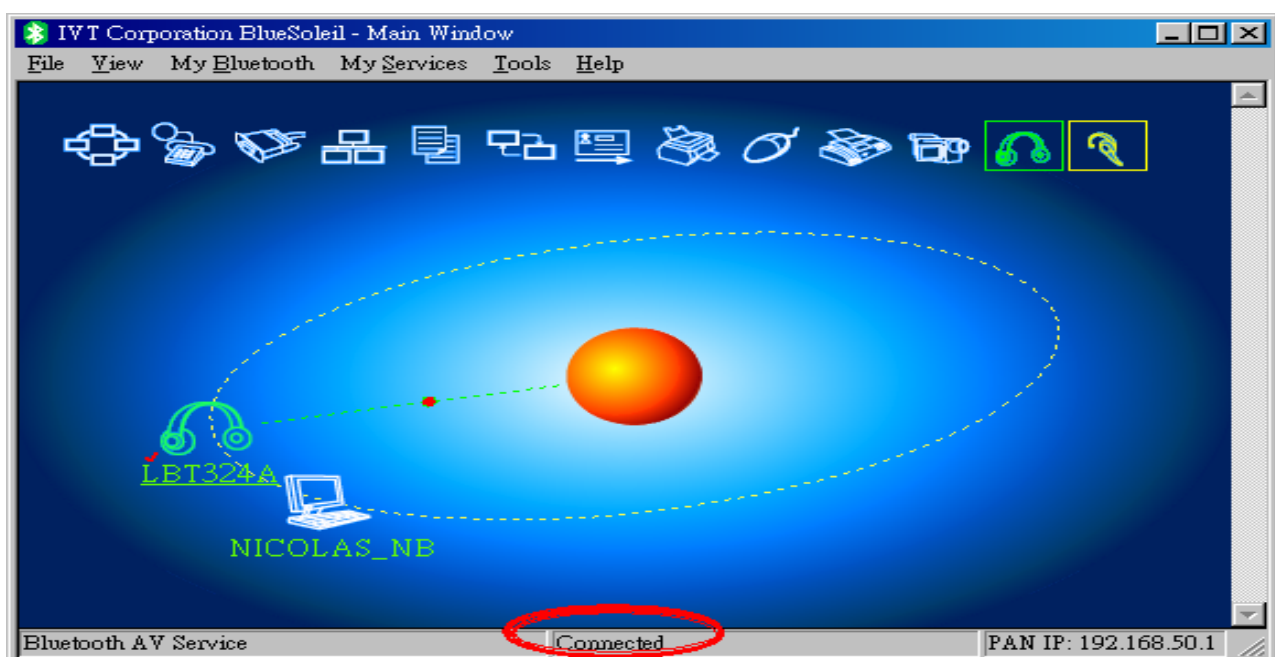 IVT Corporation BlueSoleil - Main Window
File View My Bluetooth My Services Tools Help
LBT324A
NICOLAS_NB
Bluetooth AV Service Connected PAN IP: 192.168.50.1